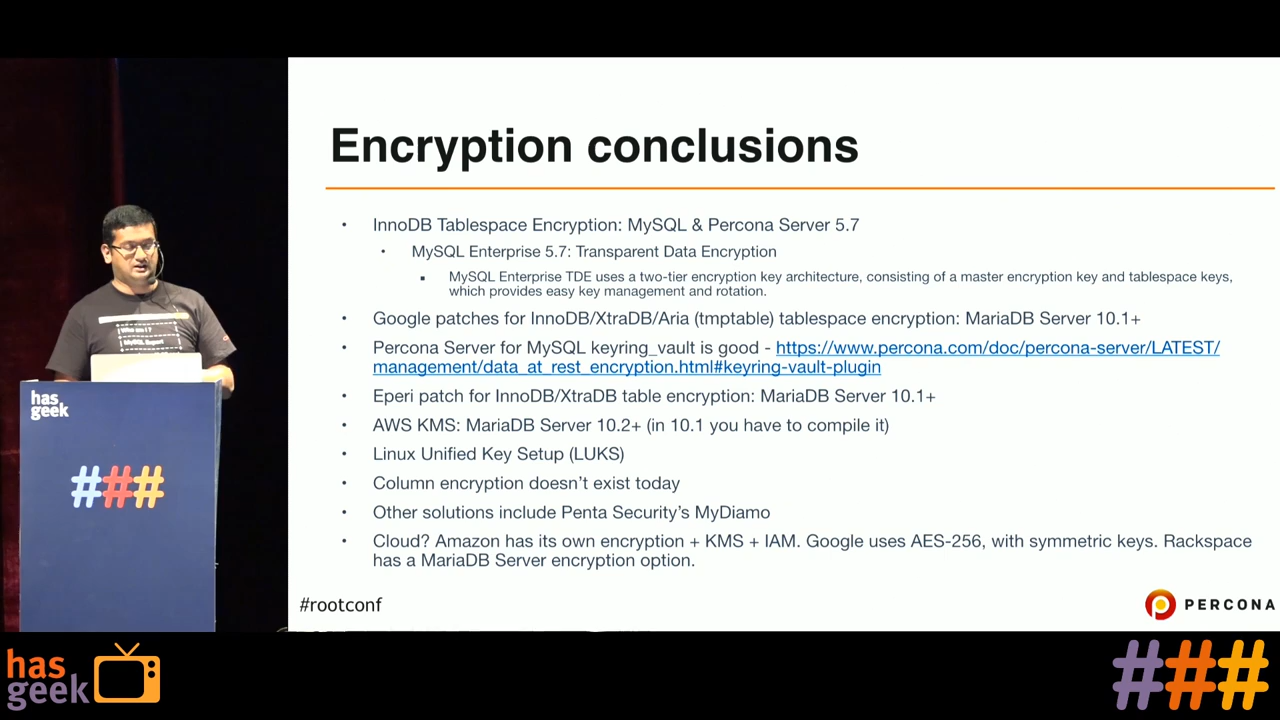 Encryption conclusions
• InnoDB Tablespace Encryption: MySQL & Percona Server 5.7
• MySQL Enterprise 5.7: Transparent Data Encryption
▪ MySQL Enterprise TDE uses a two-tier encryption key architecture, consisting of a master encryption key and tablespace keys,
which provides easy key management and rotation.
• Google patches for InnoDB/XtraDB/Aria (tmptable) tablespace encryption: MariaDB Server 10.1+
• Percona Server for MySQL keyring_vault is good - https://www.percona.com/doc/percona-server/LATEST/
management/data_at_rest_encryption.html#keyring-vault-plugin
• Eperi patch for InnoDB/XtraDB table encryption: MariaDB Server 10.1+
• AWS KMS: MariaDB Server 10.2+ (in 10.1 you have to compile it)
• Linux Unified Key Setup (LUKS)
• Column encryption doesn't exist today
• Other solutions include Penta Security's MyDiamo
• Cloud? Amazon has its own encryption + KMS + IAM. Google uses AES-256, with symmetric keys. Rackspace
has a MariaDB Server encryption option.
#rootconf
PERCONA
Who am I ?
MySQL Expert
has
geek
###
has
geek
###